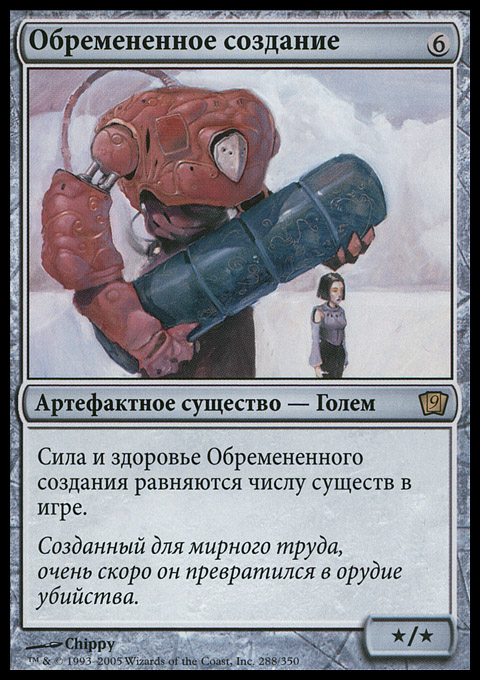 Обремененное создание 6
Артефактное существо — Голем
9
Сила и здоровье Обремененного
создания равняются числу существ в
игре.
Созданный для мирного труда,
очень скоро он превратился в орудие
убийства.
★/★
Chippy
™ & © 1993–2005 Wizards of the Coast, Inc. 288/350